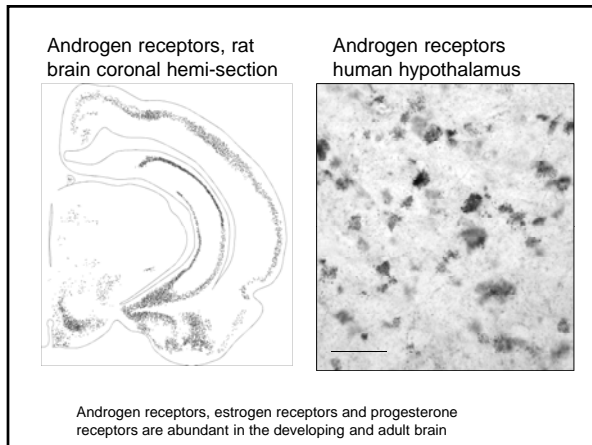 Androgen receptors, rat
brain coronal hemi-section
Androgen receptors
human hypothalamus
Androgen receptors, estrogen receptors and progesterone
receptors are abundant in the developing and adult brain